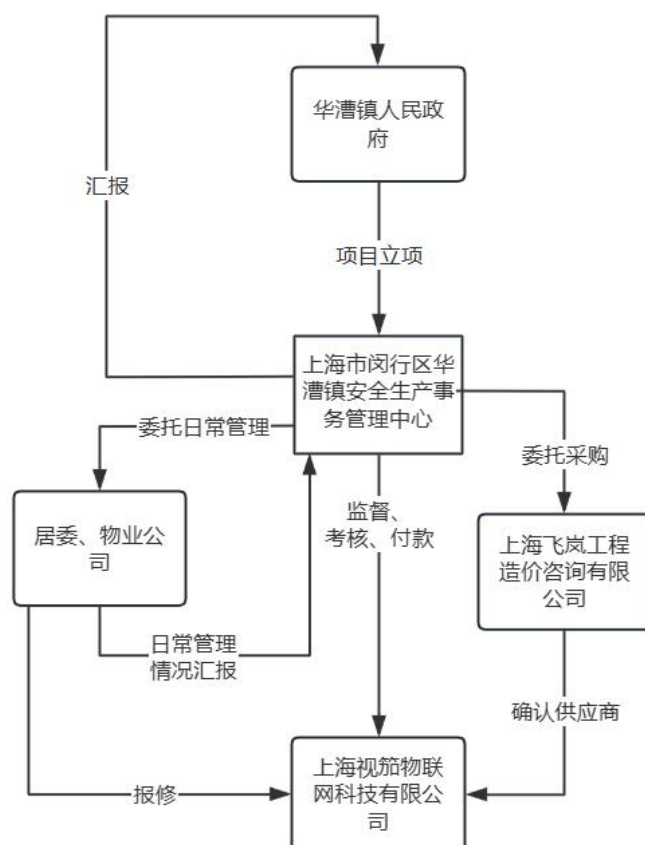 华漕镇人民政
府
汇报
项目立项
上海市闵行区华
漕镇安全生产事
务管理中心
委托日常管理
委托采购
居委、物业公
司
监督、
考核、付款
上海飞岚工程
造价咨询有限
公司
日常管理
情况汇报
确认供应商
报修
上海视笳物联
网科技有限公
司